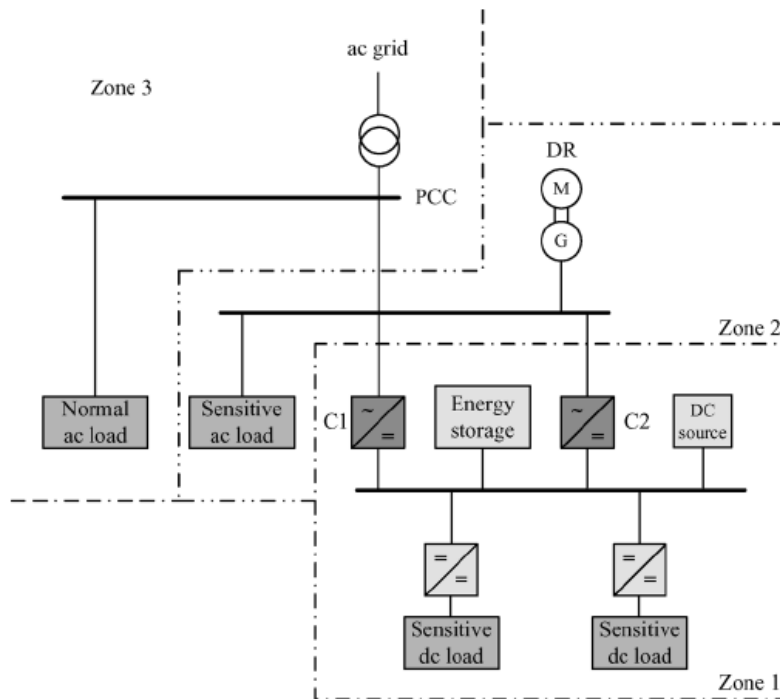 ac grid
Zone 3
DR
M
PCC
G
Zone 2
Normal
ac load
Sensitive
ac load
C1
~
=
Energy
storage
~
=
C2
DC
source
=
=
=
=
Sensitive
dc load
Sensitive
dc load
Zone 1